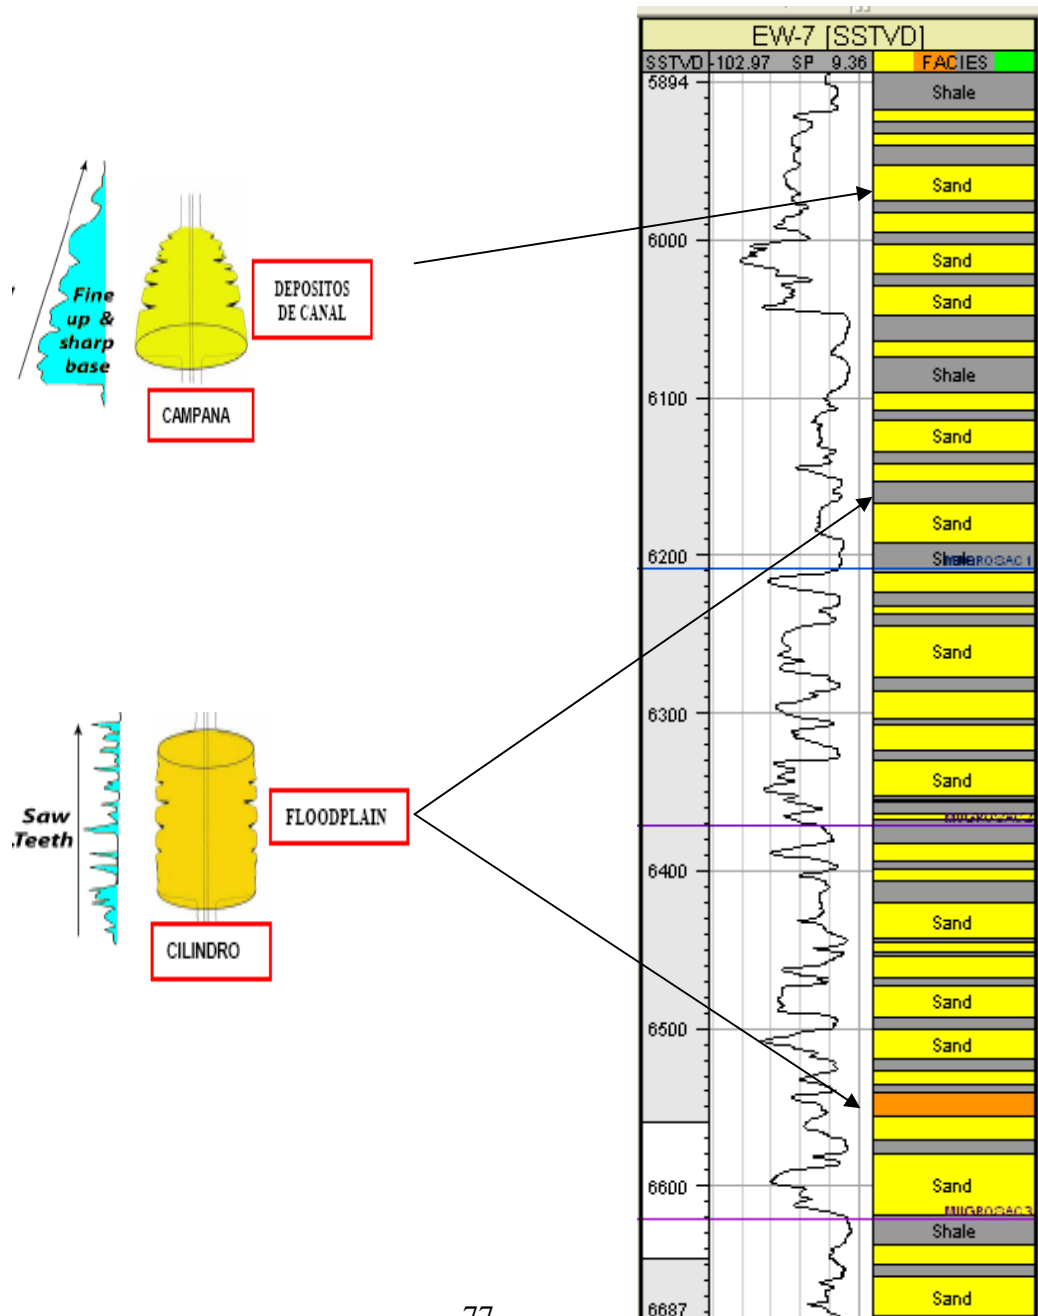 EW-7 [SSTVD]
SSTVD -102.97 SP 9.36 FACIES
5894
Shale
Sand
6000
Sand
Sand
Shale
6100
Sand
Sand
6200
Sand
6300
Sand
6400
Sand
Sand
6500
Sand
6600
Sand
Shale
Sand
6687
Fine
up &
sharp
base
DEPOSITOS
DE CANAL
CAMPANA
Saw
Teeth
FLOODPLAIN
CILINDRO
77